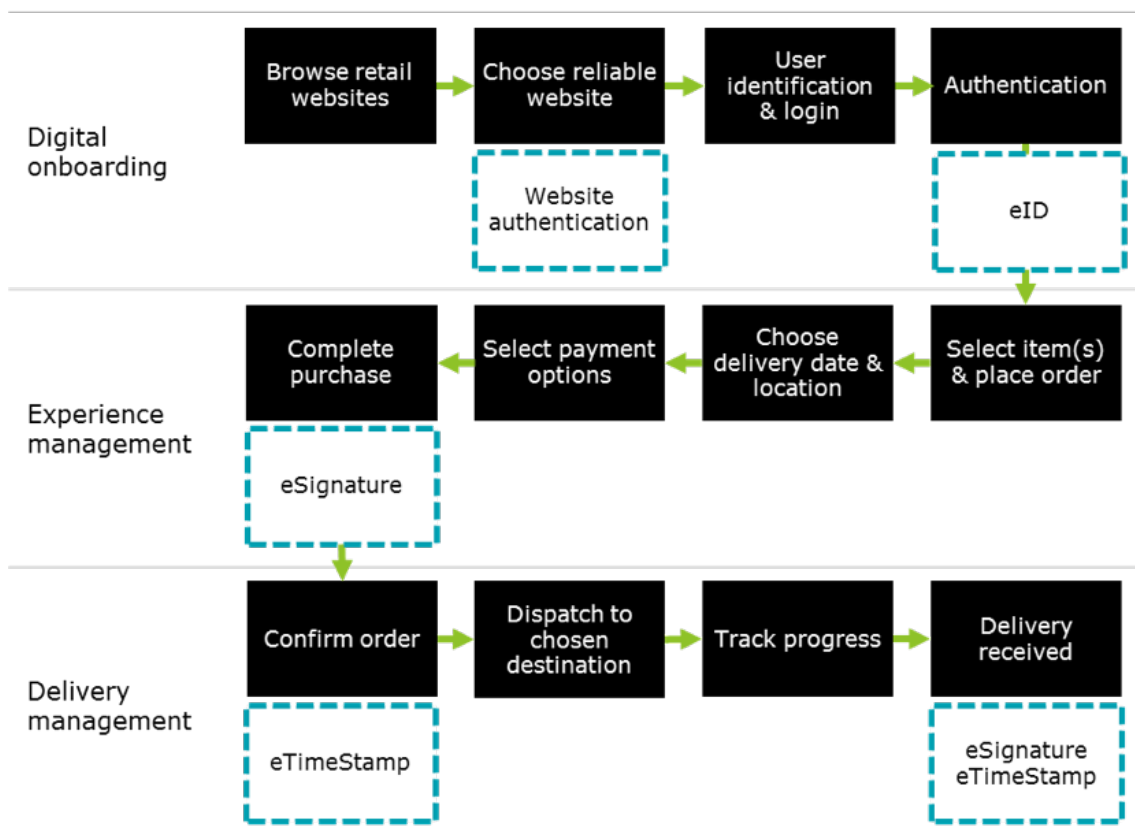 Digital
onboarding
Browse retail
websites
Choose reliable
website
User
identification
& login
Authentication
Website
authentication
eID
Experience
management
Complete
purchase
Select payment
options
Choose
delivery date &
location
Select item(s)
& place order
eSignature
Delivery
management
Confirm order
Dispatch to
chosen
destination
Track progress
Delivery
received
eTimeStamp
eSignature
eTimeStamp